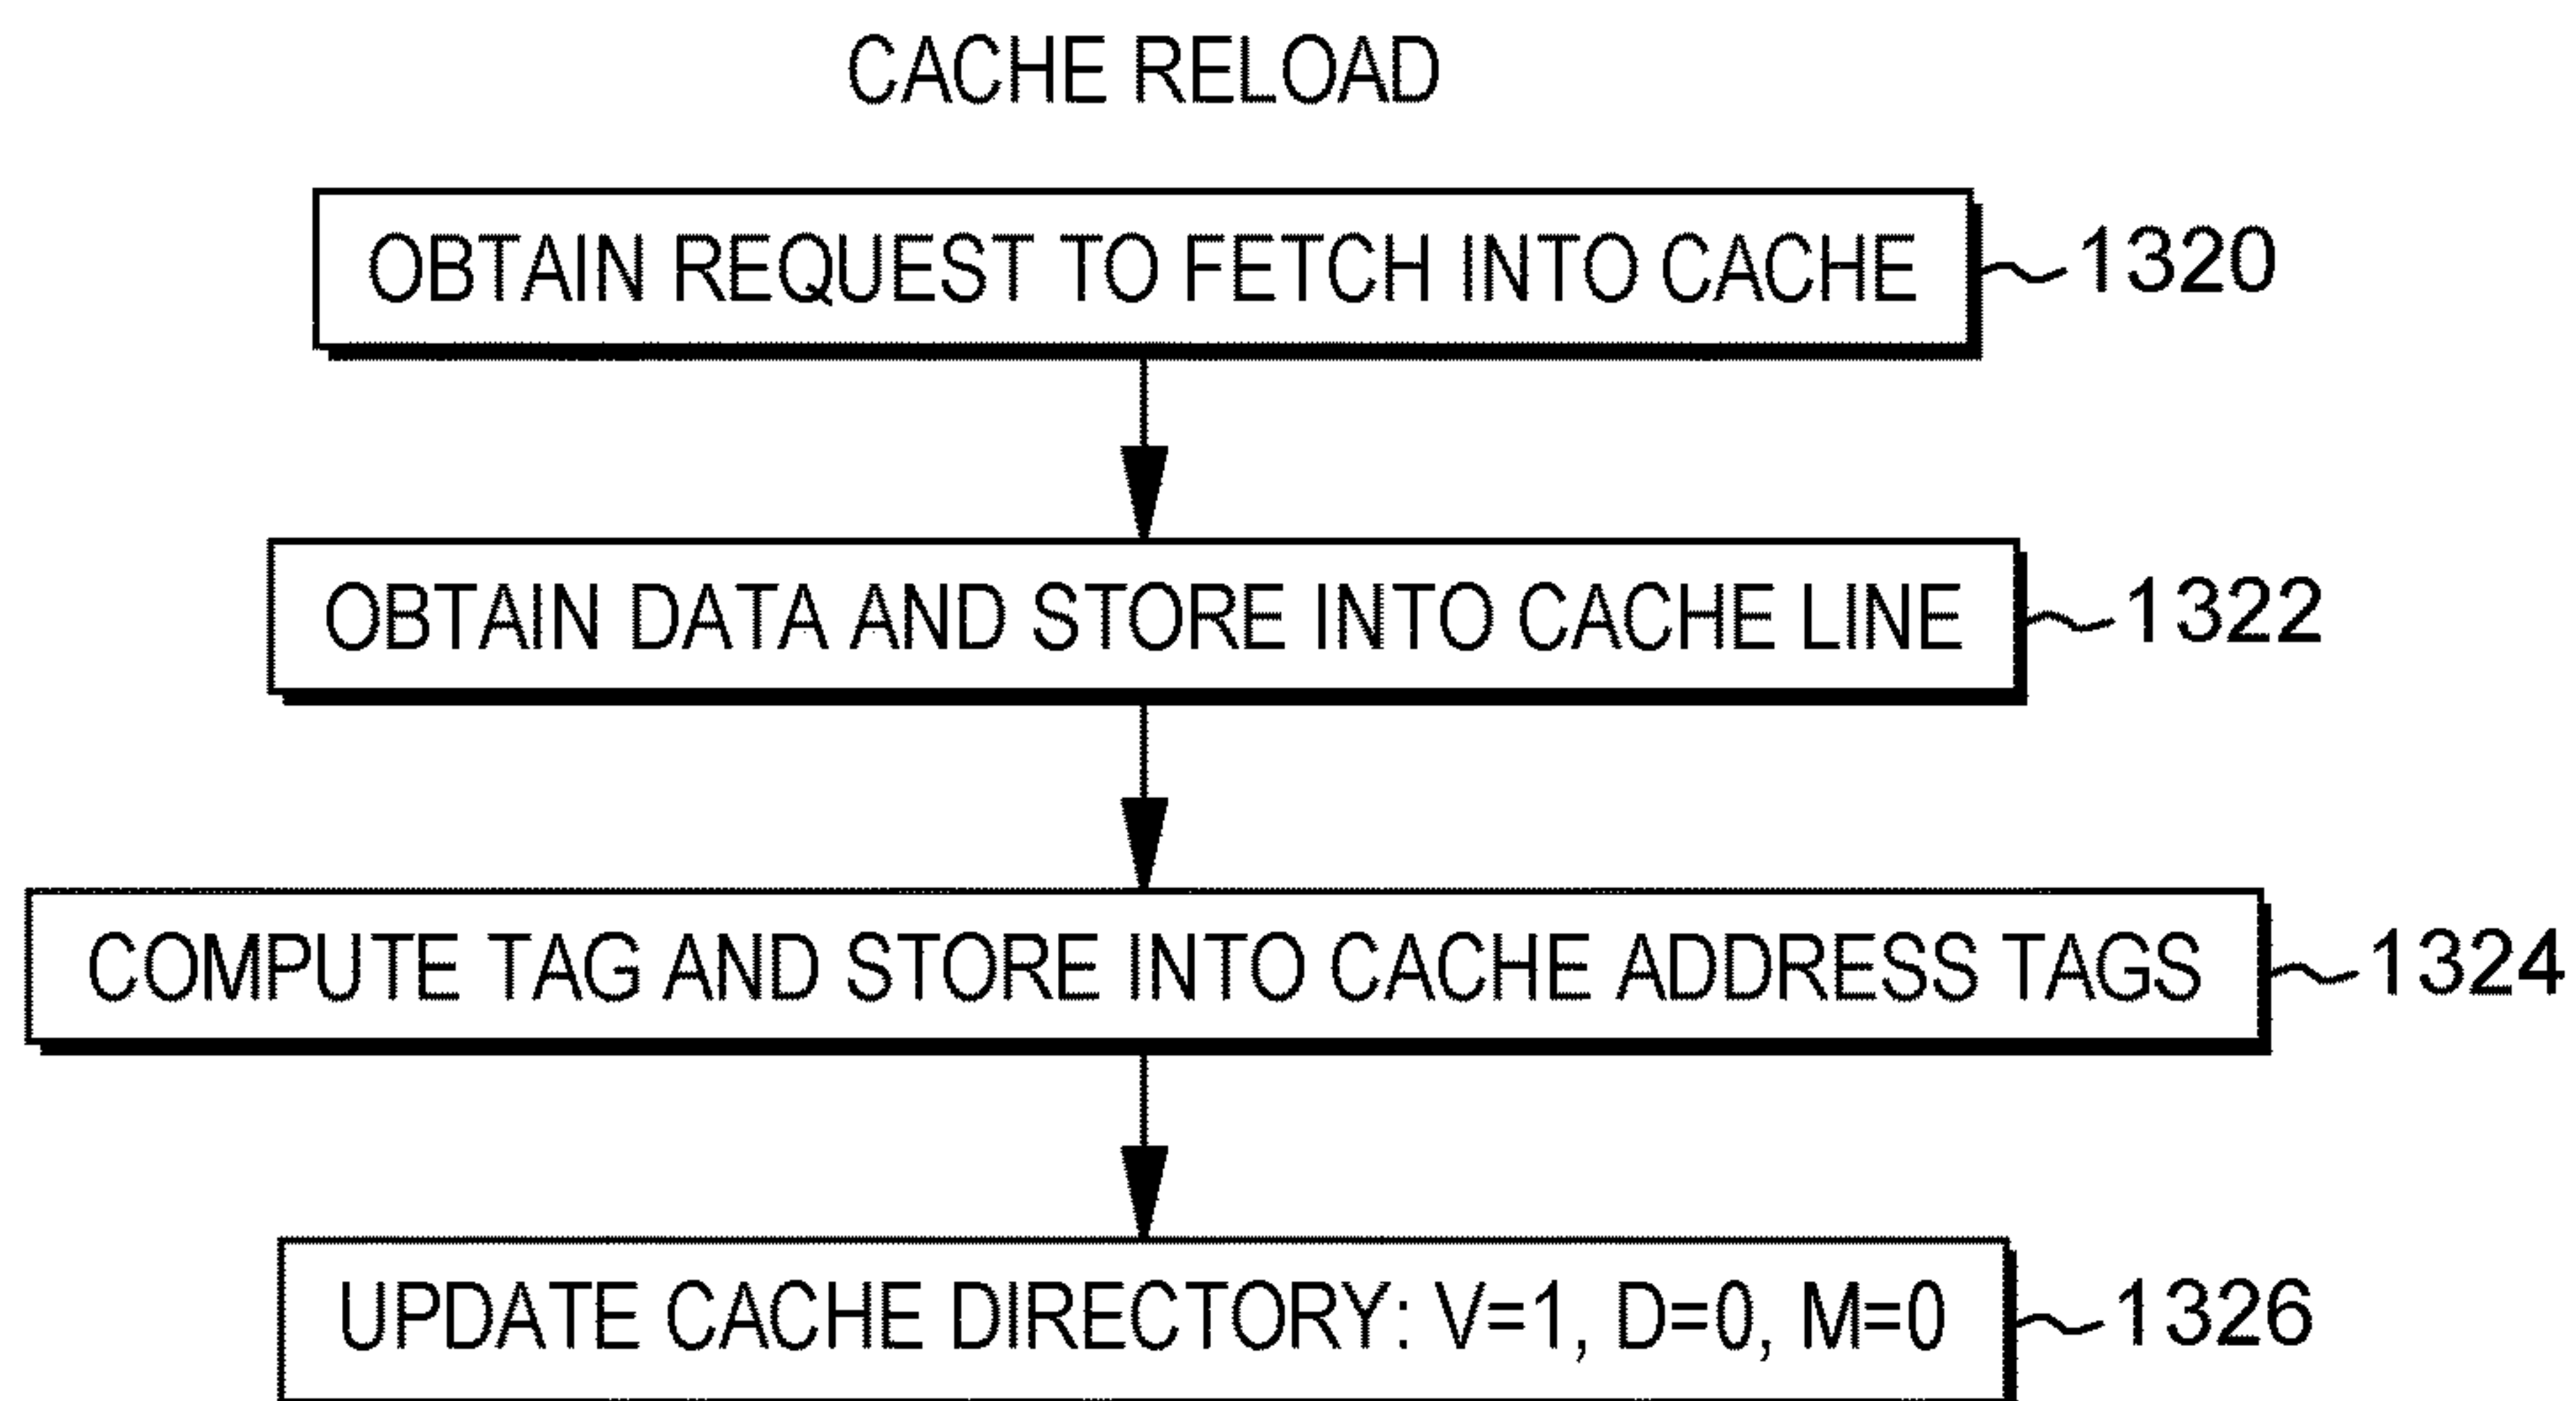 CACHE RELOAD
OBTAIN REQUEST TO FETCH INTO CACHE 1320
OBTAIN DATA AND STORE INTO CACHE LINE 1322
COMPUTE TAG AND STORE INTO CACHE ADDRESS TAGS 1324
UPDATE CACHE DIRECTORY: V=1, D=0, M=0 1326